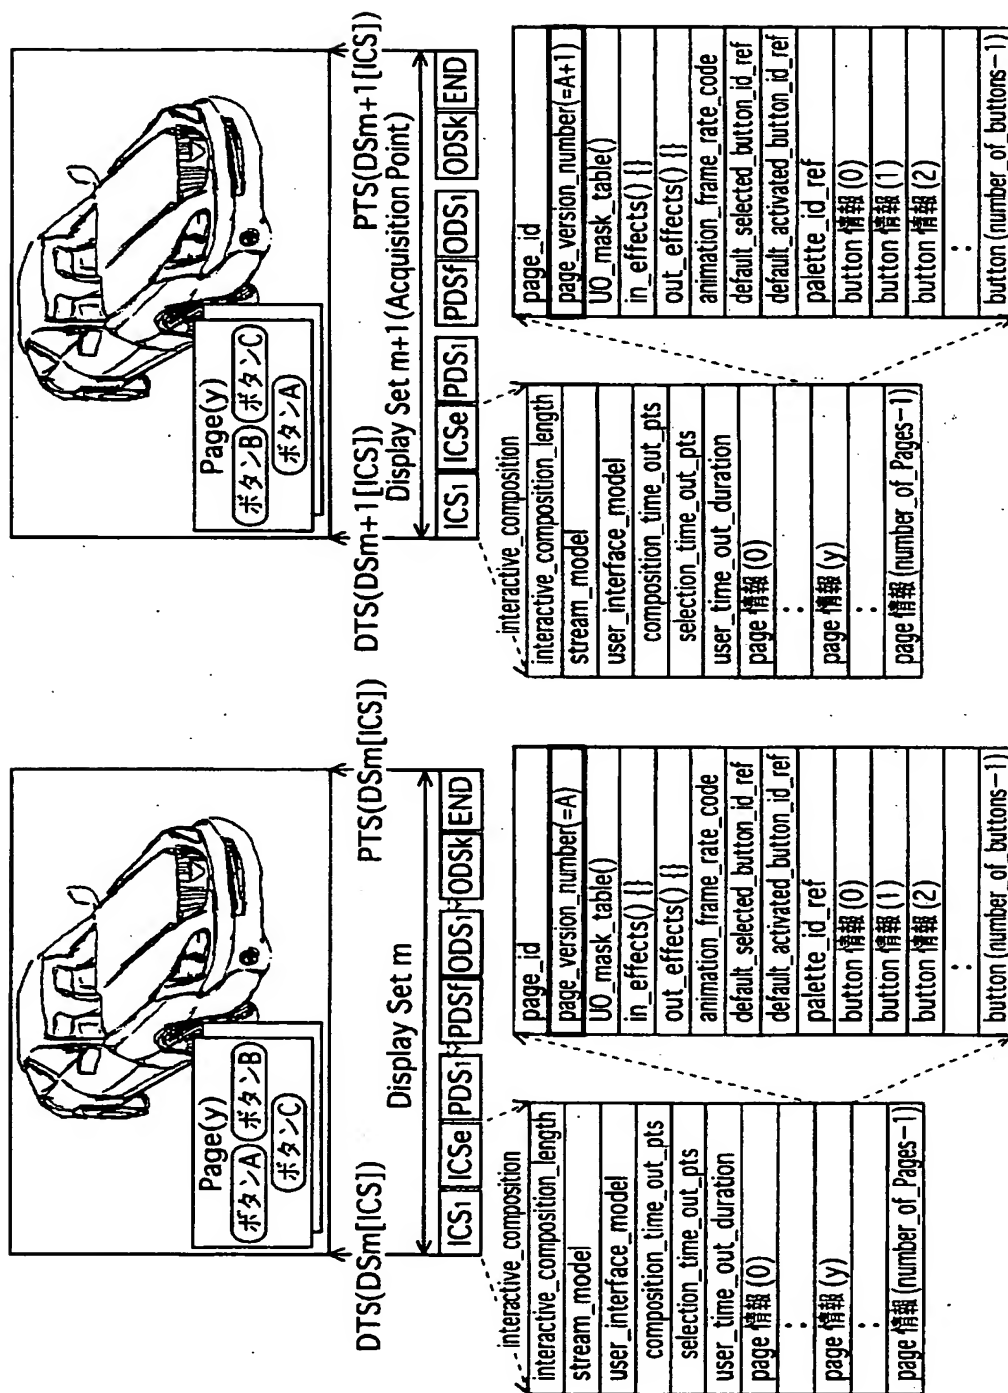 Page(y)
ボタンA ボタンB
ボタンC
DTS(DSm[ICS])
PTS(DSm[ICS])
Display Set m
ICS1 ICSe PDS1 PDSf ODS1 ODSk END
interactive_composition
interactive_composition_length
stream_model
user_interface_model
composition_time_out_pts
selection_time_out_pts
user_time_out_duration
page 情報 (0)
:
page 情報 (y)
:
page 情報 (number_of_Pages-1)
page_id
page_version_number(=A)
UO_mask_table()
in_effects() {}
out_effects() {}
animation_frame_rate_code
default_selected_button_id_ref
default_activated_button_id_ref
palette_id_ref
button 情報 (0)
button 情報 (1)
button 情報 (2)
:
button (number_of_buttons-1)
Page(y)
ボタンB ボタンC
ボタンA
DTS(DSm+1[ICS])
PTS(DSm+1[ICS])
Display Set m+1(Acquisition Point)
ICS1 ICSe PDS1 PDSf ODS1 ODSk END
interactive_composition
interactive_composition_length
stream_model
user_interface_model
composition_time_out_pts
selection_time_out_pts
user_time_out_duration
page 情報 (0)
:
page 情報 (y)
:
page 情報 (number_of_Pages-1)
page_id
page_version_number(=A+1)
UO_mask_table()
in_effects() {}
out_effects() {}
animation_frame_rate_code
default_selected_button_id_ref
default_activated_button_id_ref
palette_id_ref
button 情報 (0)
button 情報 (1)
button 情報 (2)
:
button (number_of_buttons-1)